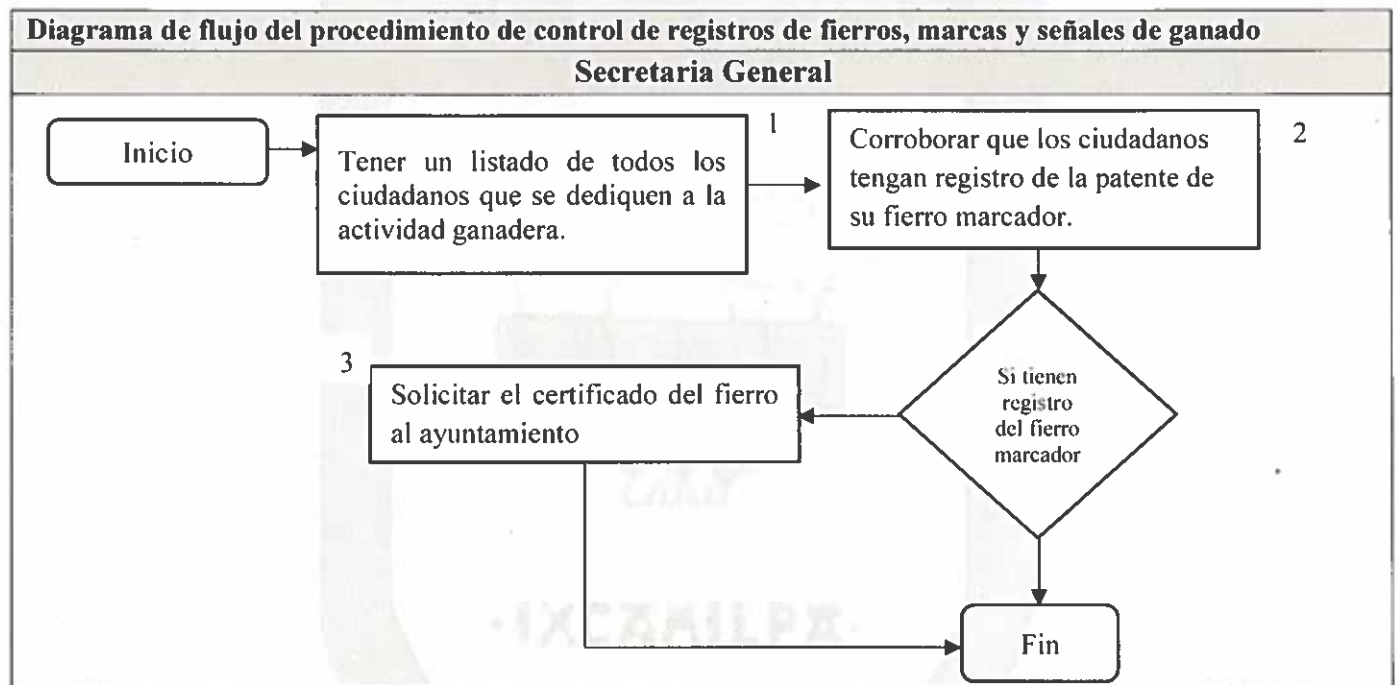 Diagrama de flujo del procedimiento de control de registros de fierros, marcas y señales de ganado
Secretaria General
Inicio
1
Tener un listado de todos los
ciudadanos que se dediquen a la
actividad ganadera.
2
Corroborar que los ciudadanos
tengan registro de la patente de
su fierro marcador.
Si tienen
registro
del fierro
marcador
3
Solicitar el certificado del fierro
al ayuntamiento
Fin
·IXCAMILPA·